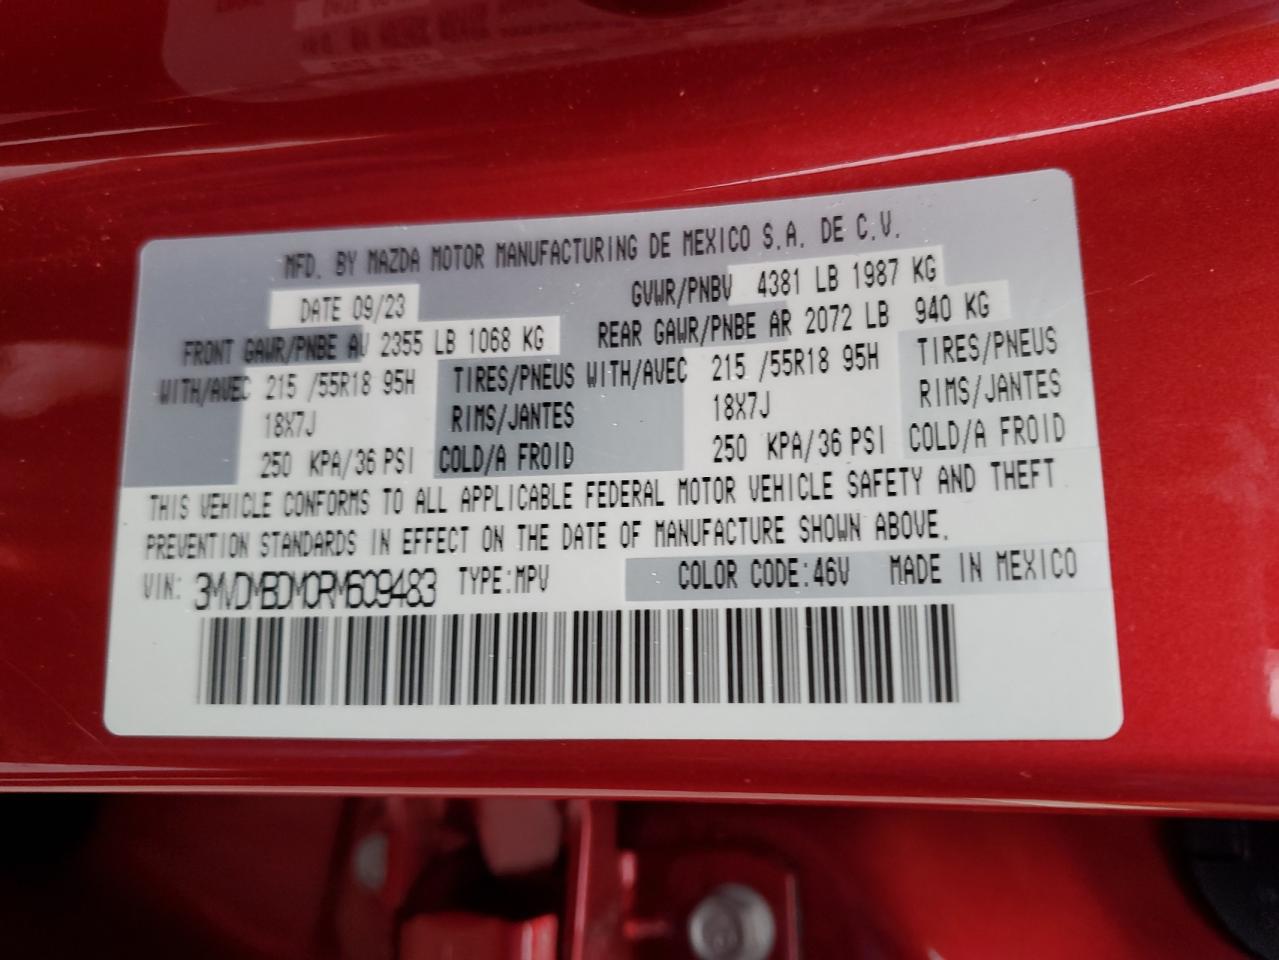 MFD. BY MAZDA MOTOR MANUFACTURING DE MEXICO S.A. DE C.V.
DATE 09/23 GVWR/PNBV 4381 LB 1987 KG
FRONT GAWR/PNBE AV 2355 LB 1068 KG REAR GAWR/PNBE AR 2072 LB 940 KG
WITH/AVEC 215 /55R18 95H TIRES/PNEUS WITH/AVEC 215 /55R18 95H TIRES/PNEUS
18X7J RIMS/JANTES 18X7J RIMS/JANTES
250 KPA/36 PSI COLD/A FROID 250 KPA/36 PSI COLD/A FROID
THIS VEHICLE CONFORMS TO ALL APPLICABLE FEDERAL MOTOR VEHICLE SAFETY AND THEFT
PREVENTION STANDARDS IN EFFECT ON THE DATE OF MANUFACTURE SHOWN ABOVE.
VIN: 3MVDMBDM0RM609483 TYPE:MPV COLOR CODE:46V MADE IN MEXICO